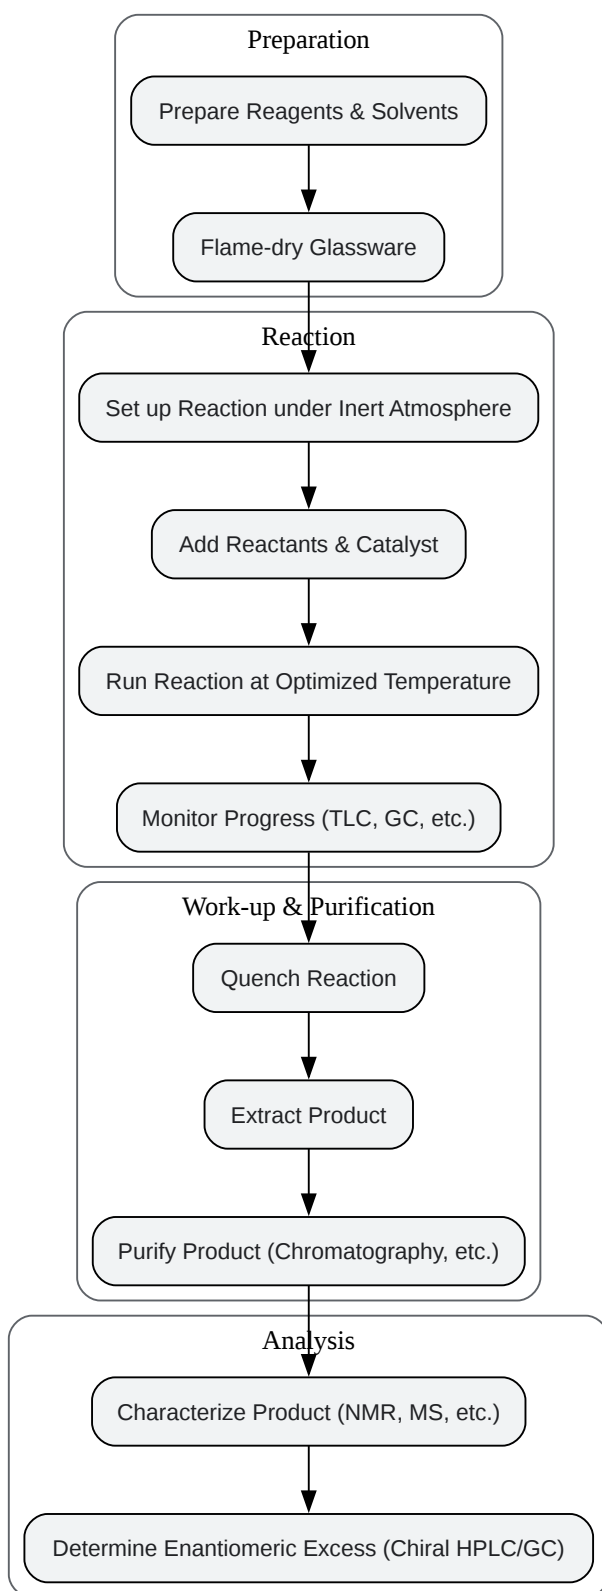 Preparation
Prepare Reagents & Solvents
Flame-dry Glassware
Reaction
Set up Reaction under Inert Atmosphere
Add Reactants & Catalyst
Run Reaction at Optimized Temperature
Monitor Progress (TLC, GC, etc.)
Work-up & Purification
Quench Reaction
Extract Product
Purify Product (Chromatography, etc.)
Analysis
Characterize Product (NMR, MS, etc.)
Determine Enantiomeric Excess (Chiral HPLC/GC)